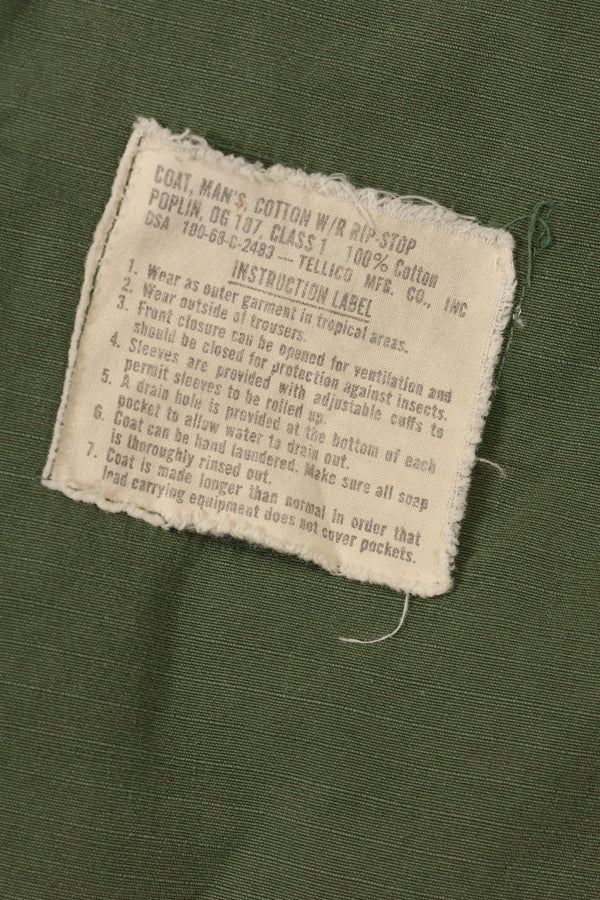 COAT, MAN'S, COTTON W/R RIP-STOP
POPLIN, OG 107, CLASS 1 100% Cotton
DSA 100-68-C-2483 — TELLICO MFG. CO., INC
INSTRUCTION LABEL
1. Wear as outer garment in tropical areas.
2. Wear outside of trousers.
3. Front closure can be opened for ventilation and
should be closed for protection against insects.
4. Sleeves are provided with adjustable cuffs to
permit sleeves to be rolled up.
5. A drain hole is provided at the bottom of each
pocket to allow water to drain out.
6. Coat can be hand laundered. Make sure all soap
is thoroughly rinsed out.
7. Coat is made longer than normal in order that
load carrying equipment does not cover pockets.